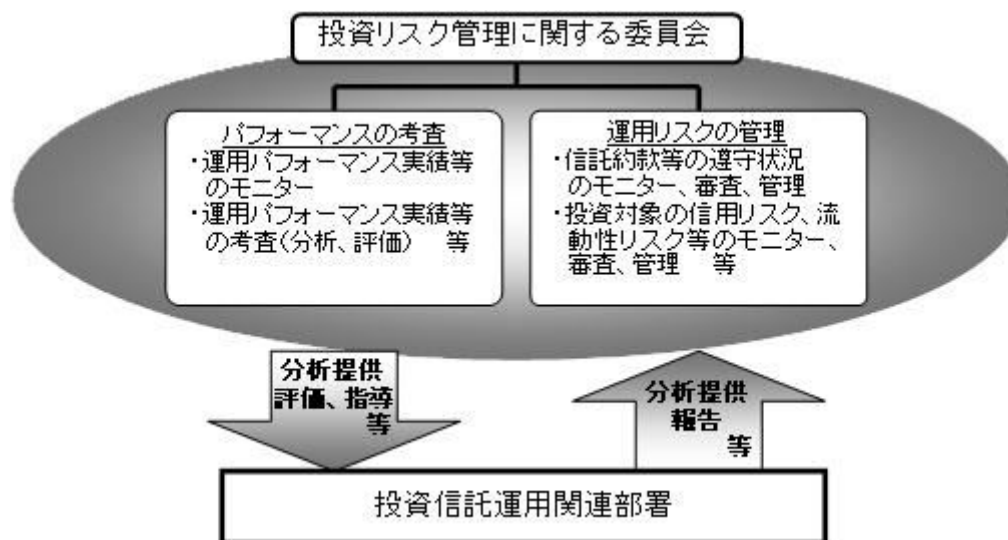 投資リスク管理に関する委員会
パフォーマンスの考査
・運用パフォーマンス実績等
のモニター
・運用パフォーマンス実績等
の考査(分析、評価) 等
運用リスクの管理
・信託約款等の遵守状況
のモニター、審査、管理
・投資対象の信用リスク、流
動性リスク等のモニター、
審査、管理 等
分析提供
評価、指導
等
分析提供
報告
等
投資信託運用関連部署